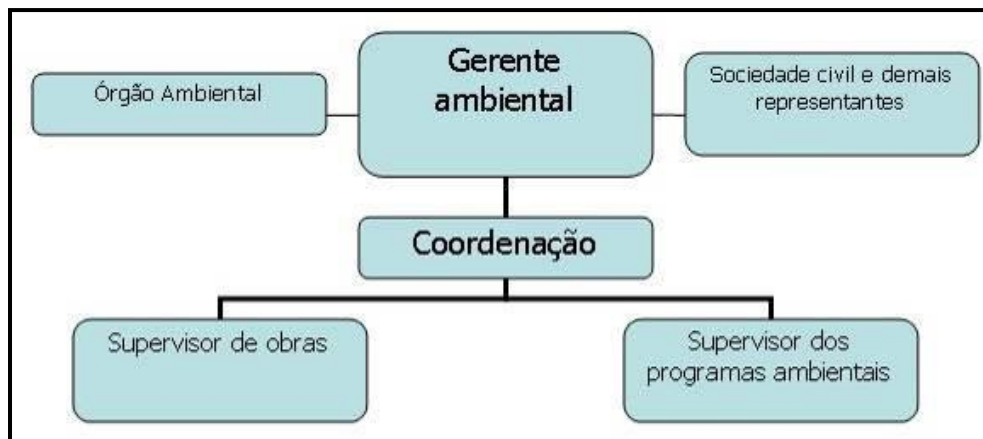 Gerente
ambiental
Órgão Ambiental
Sociedade civil e demais
representantes
Coordenação
Supervisor de obras
Supervisor dos
programas ambientais